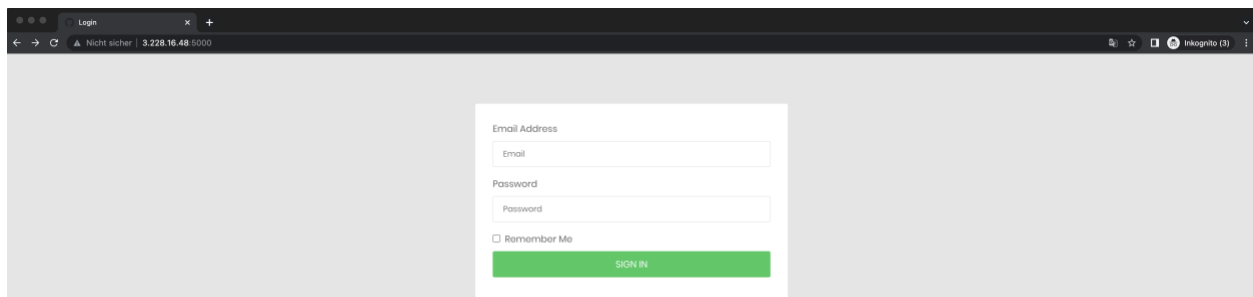 Login
Nicht sicher | 3.228.16.48:5000
Inkognito (3)
Email Address
Email
Password
Password
Remember Me
SIGN IN